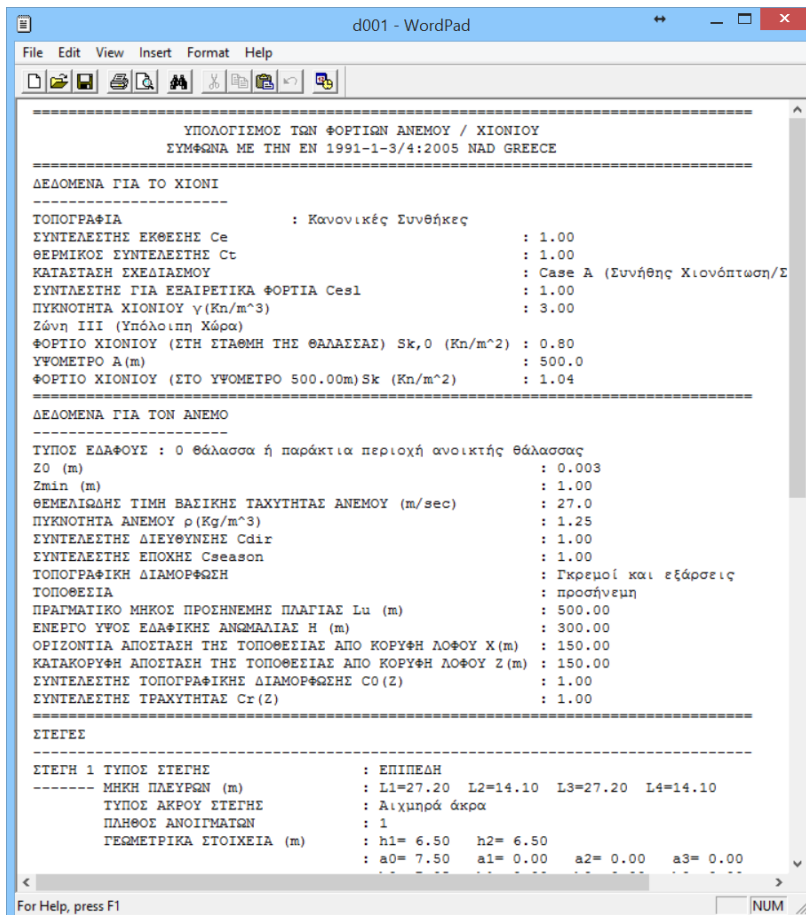 d001 - WordPad
File Edit View Insert Format Help
ΥΠΟΛΟΓΙΣΜΟΣ ΤΩΝ ΦΟΡΤΙΩΝ ΑΝΕΜΟΥ / ΧΙΟΝΙΟΥ
ΣΥΜΦΩΝΑ ΜΕ ΤΗΝ EN 1991-1-3/4:2005 NAD GREECE
ΔΕΔΟΜΕΝΑ ΓΙΑ ΤΟ ΧΙΟΝΙ
ΤΟΠΟΓΡΑΦΙΑ : Κανονικές Συνθήκες
ΣΥΝΤΕΛΕΣΤΗΣ ΕΚΘΕΣΗΣ Ce : 1.00
ΘΕΡΜΙΚΟΣ ΣΥΝΤΕΛΕΣΤΗΣ Ct : 1.00
ΚΑΤΑΣΤΑΣΗ ΣΧΕΔΙΑΣΜΟΥ : Case A (Συνήθης Χιονόπτωση/Σ
ΣΥΝΤΛΕΣΤΗΣ ΓΙΑ ΕΞΑΙΡΕΤΙΚΑ ΦΟΡΤΙΑ Cesl : 1.00
ΠΥΚΝΟΤΗΤΑ ΧΙΟΝΙΟΥ γ(Kn/m^3) : 3.00
Ζώνη III (Υπόλοιπη Χώρα)
ΦΟΡΤΙΟ ΧΙΟΝΙΟΥ (ΣΤΗ ΣΤΑΘΜΗ ΤΗΣ ΘΑΛΑΣΣΑΣ) Sk,0 (Kn/m^2) : 0.80
ΥΨΟΜΕΤΡΟ A(m) : 500.0
ΦΟΡΤΙΟ ΧΙΟΝΙΟΥ (ΣΤΟ ΥΨΟΜΕΤΡΟ 500.00m)Sk (Kn/m^2) : 1.04
ΔΕΔΟΜΕΝΑ ΓΙΑ ΤΟΝ ΑΝΕΜΟ
ΤΥΠΟΣ ΕΔΑΦΟΥΣ : 0 Θάλασσα ή παράκτια περιοχή ανοικτής θάλασσας
Z0 (m) : 0.003
Zmin (m) : 1.00
ΘΕΜΕΛΙΩΔΗΣ ΤΙΜΗ ΒΑΣΙΚΗΣ ΤΑΧΥΤΗΤΑΣ ΑΝΕΜΟΥ (m/sec) : 27.0
ΠΥΚΝΟΤΗΤΑ ΑΝΕΜΟΥ ρ(Kg/m^3) : 1.25
ΣΥΝΤΕΛΕΣΤΗΣ ΔΙΕΥΘΥΝΣΗΣ Cdir : 1.00
ΣΥΝΤΕΛΕΣΤΗΣ ΕΠΟΧΗΣ Cseason : 1.00
ΤΟΠΟΓΡΑΦΙΚΗ ΔΙΑΜΟΡΦΩΣΗ : Γκρεμοί και εξάρσεις
ΤΟΠΟΘΕΣΙΑ : προσήνεμη
ΠΡΑΓΜΑΤΙΚΟ ΜΗΚΟΣ ΠΡΟΣΗΝΕΜΗΣ ΠΛΑΓΙΑΣ Lu (m) : 500.00
ΕΝΕΡΓΟ ΥΨΟΣ ΕΔΑΦΙΚΗΣ ΑΝΩΜΑΛΙΑΣ H (m) : 300.00
ΟΡΙΖΟΝΤΙΑ ΑΠΟΣΤΑΣΗ ΤΗΣ ΤΟΠΟΘΕΣΙΑΣ ΑΠΟ ΚΟΡΥΦΗ ΛΟΦΟΥ X(m) : 150.00
ΚΑΤΑΚΟΡΥΦΗ ΑΠΟΣΤΑΣΗ ΤΗΣ ΤΟΠΟΘΕΣΙΑΣ ΑΠΟ ΚΟΡΥΦΗ ΛΟΦΟΥ Z(m) : 150.00
ΣΥΝΤΕΛΕΣΤΗΣ ΤΟΠΟΓΡΑΦΙΚΗΣ ΔΙΑΜΟΡΦΩΣΗΣ C0(Z) : 1.00
ΣΥΝΤΕΛΕΣΤΗΣ ΤΡΑΧΥΤΗΤΑΣ Cr(Z) : 1.00
ΣΤΕΓΕΣ
ΣΤΕΓΗ 1 ΤΥΠΟΣ ΣΤΕΓΗΣ : ΕΠΙΠΕΔΗ
------- ΜΗΚΗ ΠΛΕΥΡΩΝ (m) : L1=27.20 L2=14.10 L3=27.20 L4=14.10
ΤΥΠΟΣ ΑΚΡΟΥ ΣΤΕΓΗΣ : Αιχμηρά άκρα
ΠΛΗΘΟΣ ΑΝΟΙΓΜΑΤΩΝ : 1
ΓΕΩΜΕΤΡΙΚΑ ΣΤΟΙΧΕΙΑ (m) : h1= 6.50 h2= 6.50
: a0= 7.50 a1= 0.00 a2= 0.00 a3= 0.00
For Help, press F1
NUM